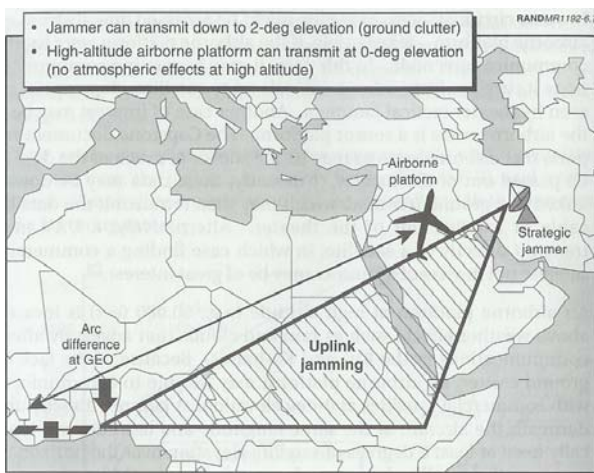 RANDMR1192-6.
• Jammer can transmit down to 2-deg elevation (ground clutter)
• High-altitude airborne platform can transmit at 0-deg elevation
(no atmospheric effects at high altitude)
Airborne
platform
Strategic
jammer
Arc
difference
at GEO
Uplink
jamming